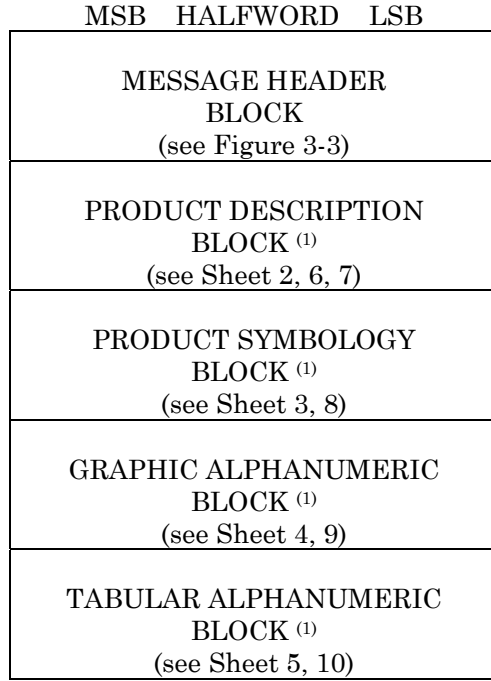 MSB HALFWORD LSB
MESSAGE HEADER
BLOCK
(see Figure 3-3)
PRODUCT DESCRIPTION
BLOCK (1)
(see Sheet 2, 6, 7)
PRODUCT SYMBOLOGY
BLOCK (1)
(see Sheet 3, 8)
GRAPHIC ALPHANUMERIC
BLOCK (1)
(see Sheet 4, 9)
TABULAR ALPHANUMERIC
BLOCK (1)
(see Sheet 5, 10)